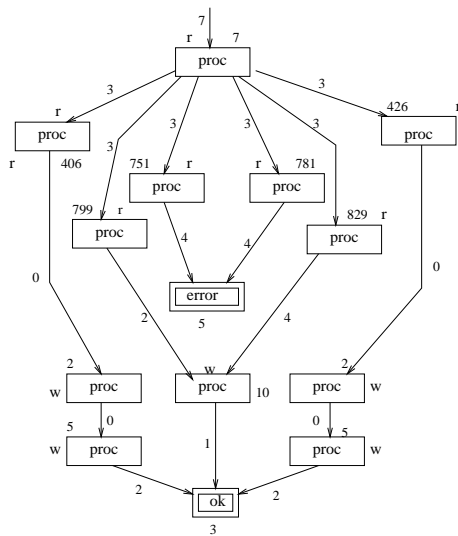 7
r 7
proc
3 3 3 3 3 3
r
proc
r 406
426 r
proc
751 r
proc
r 781
proc
799 r
proc
829 r
proc
4 4
error
5
0 0
2 4
2
w proc
w
proc 10
2
proc w
0 0
1
5
w proc
5
proc w
2 2
ok
3